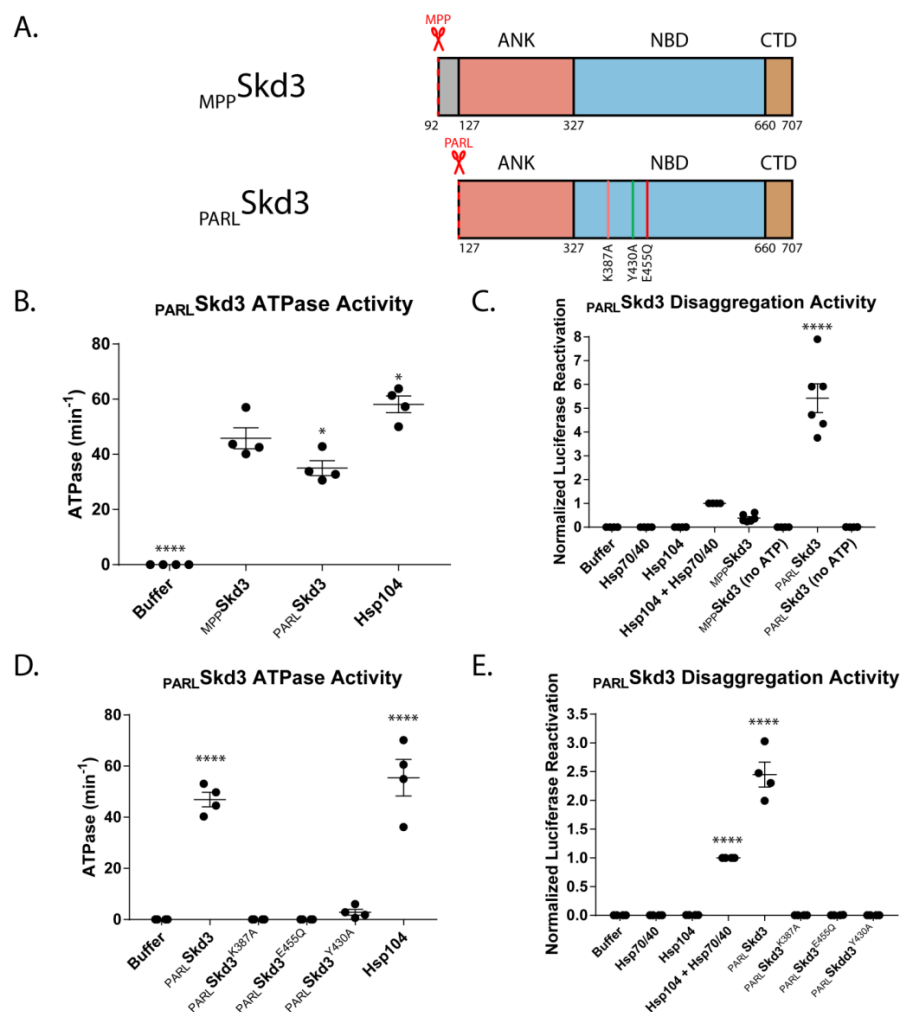 A.
MPP
ANK NBD CTD
MPPSkd3
92 127 327 660 707
PARL
ANK NBD CTD
PARLSkd3
127 327 660 707
K387A
Y430A
E455Q
B.
PARLSkd3 ATPase Activity
ATPase (min-1)
80
60
40
20
0
****
*
*
Buffer
MPPSkd3
PARLSkd3
Hsp104
C.
PARLSkd3 Disaggregation Activity
Normalized Luciferase Reactivation
8
7
6
5
4
3
2
1
0
****
Buffer
Hsp70/40
Hsp104
Hsp104 + Hsp70/40
MPPSkd3
MPPSkd3 (no ATP)
PARLSkd3
PARLSkd3 (no ATP)
D.
PARLSkd3 ATPase Activity
ATPase (min-1)
80
60
40
20
0
****
****
Buffer
PARLSkd3
PARLSkd3K387A
PARLSkd3E455Q
PARLSkd3Y430A
Hsp104
E.
PARLSkd3 Disaggregation Activity
Normalized Luciferase Reactivation
3.5
3.0
2.5
2.0
1.5
1.0
0.5
0.0
****
****
Buffer
Hsp70/40
Hsp104
Hsp104 + Hsp70/40
PARLSkd3
PARLSkd3K387A
PARLSkd3E455Q
PARLSkdd3Y430A